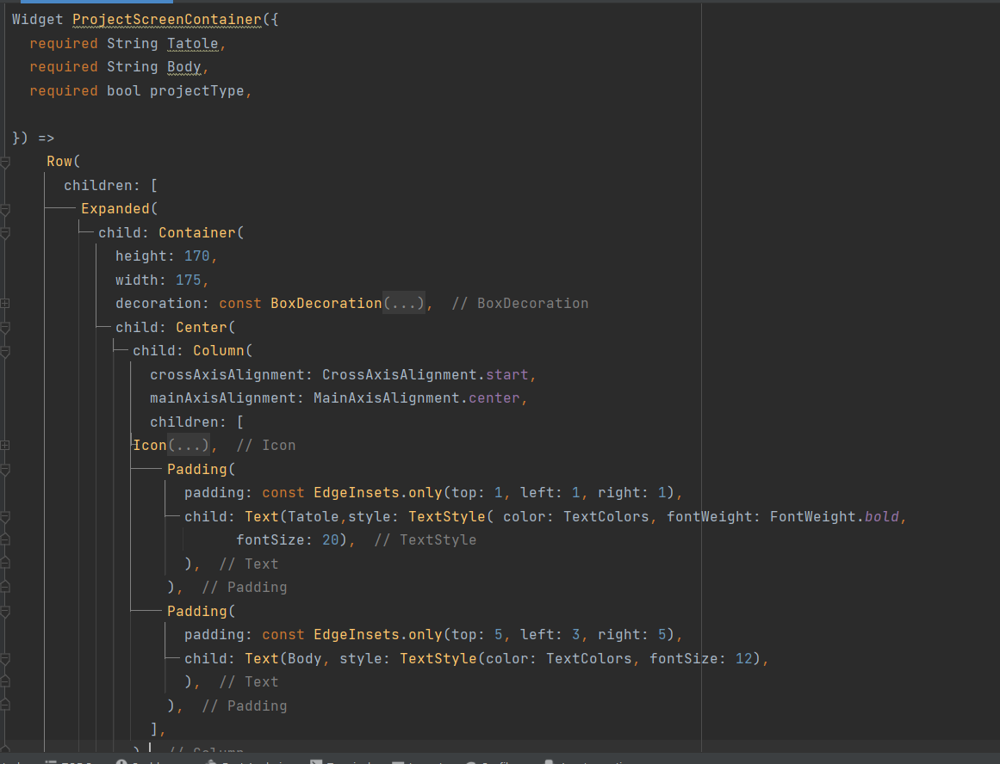 Widget ProjectScreenContainer({
required String Tatole,
required String Body,
required bool projectType,
}) =>
Row(
children: [
Expanded(
child: Container(
height: 170,
width: 175,
decoration: const BoxDecoration(...),  // BoxDecoration
child: Center(
child: Column(
crossAxisAlignment: CrossAxisAlignment.start,
mainAxisAlignment: MainAxisAlignment.center,
children: [
Icon(...),  // Icon
Padding(
padding: const EdgeInsets.only(top: 1, left: 1, right: 1),
child: Text(Tatole,style: TextStyle( color: TextColors, fontWeight: FontWeight.bold,
fontSize: 20),  // TextStyle
),  // Text
),  // Padding
Padding(
padding: const EdgeInsets.only(top: 5, left: 3, right: 5),
child: Text(Body, style: TextStyle(color: TextColors, fontSize: 12),
),  // Text
),  // Padding
],
),  // Column